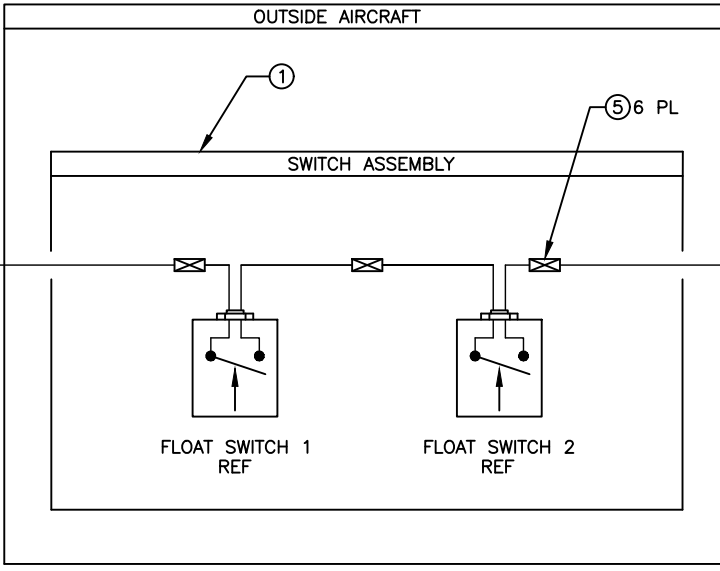 OUTSIDE AIRCRAFT
1
5 6 PL
SWITCH ASSEMBLY
FLOAT SWITCH 1
REF
FLOAT SWITCH 2
REF